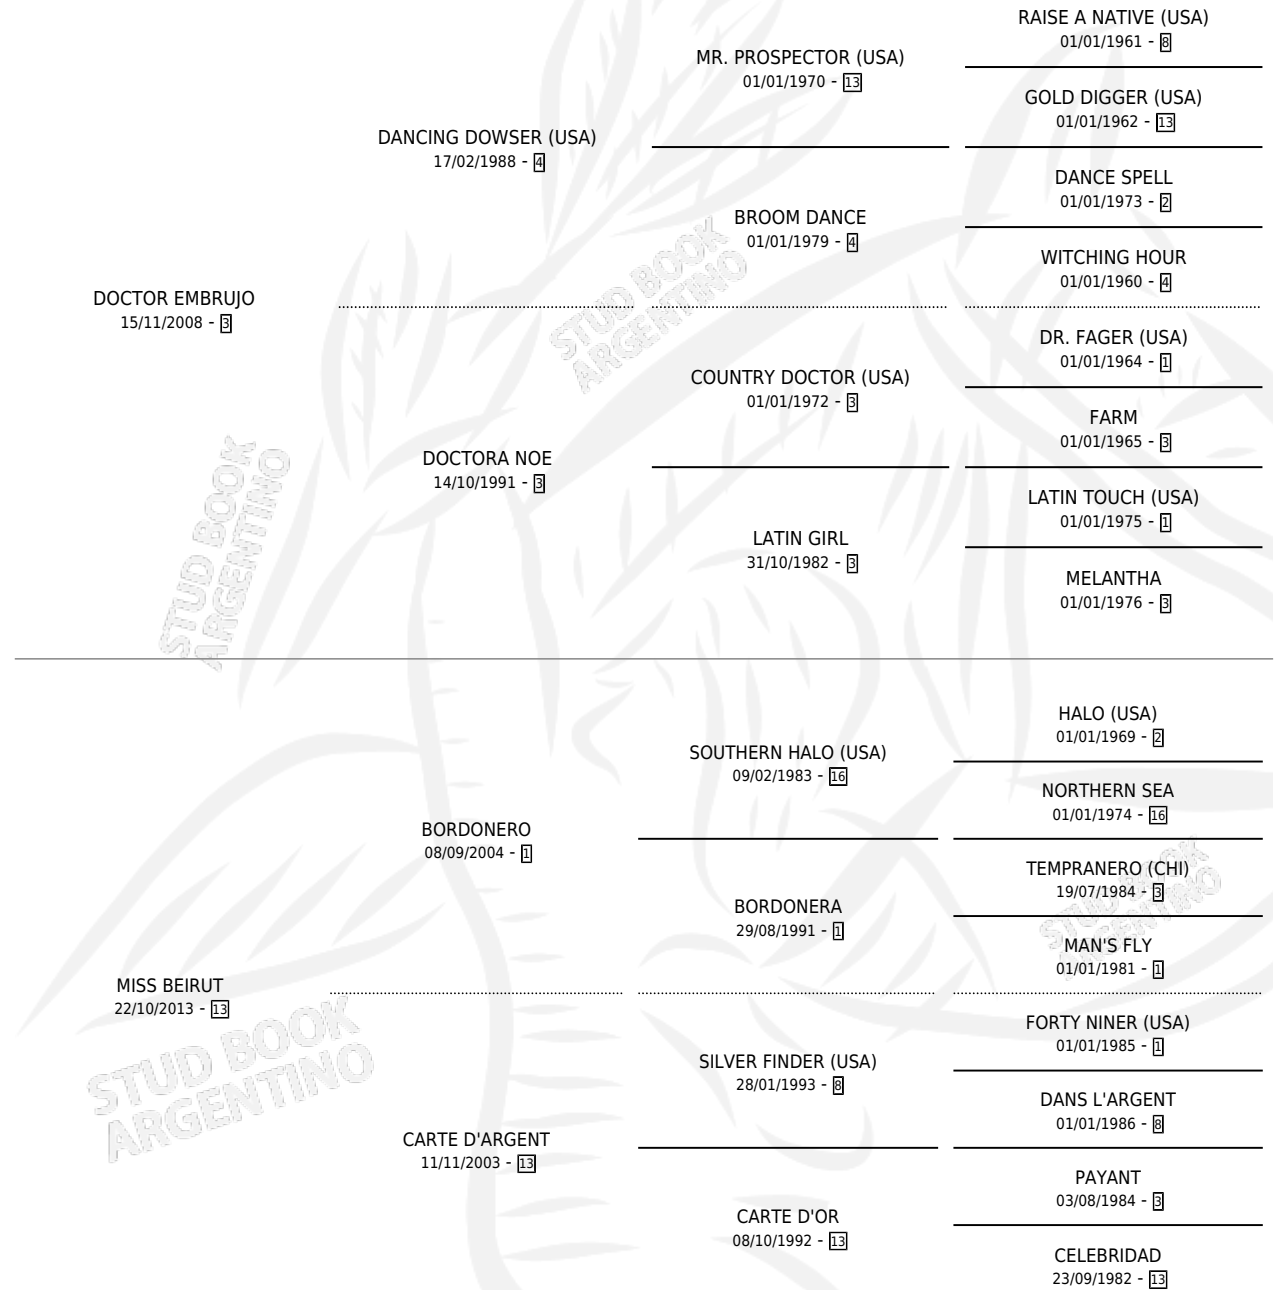 RAISE A NATIVE (USA)
01/01/1961 - 8
MR. PROSPECTOR (USA)
01/01/1970 - 13
GOLD DIGGER (USA)
01/01/1962 - 13
DANCING DOWSER (USA)
17/02/1988 - 4
DANCE SPELL
01/01/1973 - 2
BROOM DANCE
01/01/1979 - 4
WITCHING HOUR
01/01/1960 - 4
DOCTOR EMBRUJO
15/11/2008 - 3
DR. FAGER (USA)
01/01/1964 - 1
COUNTRY DOCTOR (USA)
01/01/1972 - 3
FARM
01/01/1965 - 3
DOCTORA NOE
14/10/1991 - 3
LATIN TOUCH (USA)
01/01/1975 - 1
LATIN GIRL
31/10/1982 - 3
MELANTHA
01/01/1976 - 3
HALO (USA)
01/01/1969 - 2
SOUTHERN HALO (USA)
09/02/1983 - 16
NORTHERN SEA
01/01/1974 - 16
BORDONERO
08/09/2004 - 1
TEMPRANERO (CHI)
19/07/1984 - 3
BORDONERA
29/08/1991 - 1
MAN'S FLY
01/01/1981 - 1
MISS BEIRUT
22/10/2013 - 13
FORTY NINER (USA)
01/01/1985 - 1
SILVER FINDER (USA)
28/01/1993 - 8
DANS L'ARGENT
01/01/1986 - 8
CARTE D'ARGENT
11/11/2003 - 13
PAYANT
03/08/1984 - 3
CARTE D'OR
08/10/1992 - 13
CELEBRIDAD
23/09/1982 - 13
STUD BOOK
ARGENTINO
STUD BOOK
ARGENTINO
STUD BOOK
ARGENTINO
STUD BOOK
ARGENTINO